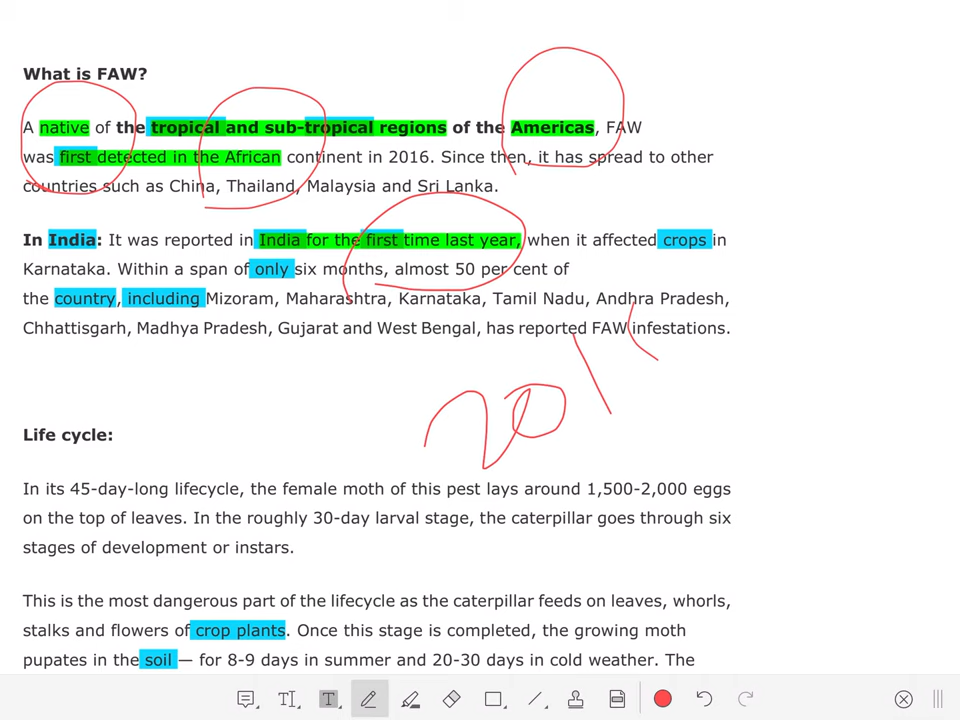 What is FAW?
A native of the tropical and sub-tropical regions of the Americas, FAW
was first detected in the African continent in 2016. Since then, it has spread to other
countries such as China, Thailand, Malaysia and Sri Lanka.
In India: It was reported in India for the first time last year, when it affected crops in
Karnataka. Within a span of only six months, almost 50 per cent of
the country, including Mizoram, Maharashtra, Karnataka, Tamil Nadu, Andhra Pradesh,
Chhattisgarh, Madhya Pradesh, Gujarat and West Bengal, has reported FAW infestations.
Life cycle:
In its 45-day-long lifecycle, the female moth of this pest lays around 1,500-2,000 eggs
on the top of leaves. In the roughly 30-day larval stage, the caterpillar goes through six
stages of development or instars.
This is the most dangerous part of the lifecycle as the caterpillar feeds on leaves, whorls,
stalks and flowers of crop plants. Once this stage is completed, the growing moth
pupates in the soil — for 8-9 days in summer and 20-30 days in cold weather. The